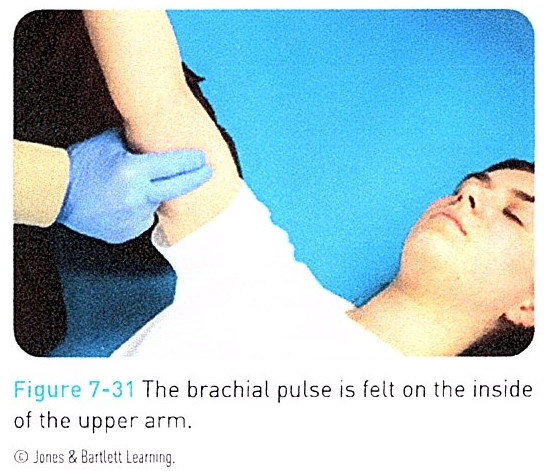 Figure 7-31 The brachial pulse is felt on the inside
of the upper arm.
© Jones & Bartlett Learning.